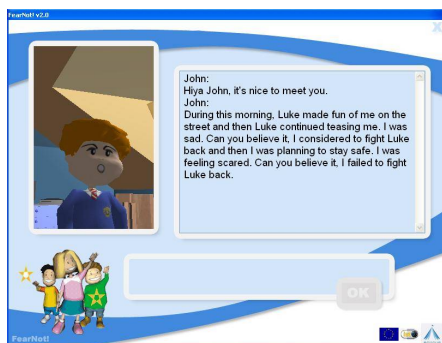 FearNot! v2.0
X
John:
Hiya John, it's nice to meet you.
John:
During this morning, Luke made fun of me on the
street and then Luke continued teasing me. I was
sad. Can you believe it, I considered to fight Luke
back and then I was planning to stay safe. I was
feeling scared. Can you believe it, I failed to fight
Luke back.
OK
FearNot!